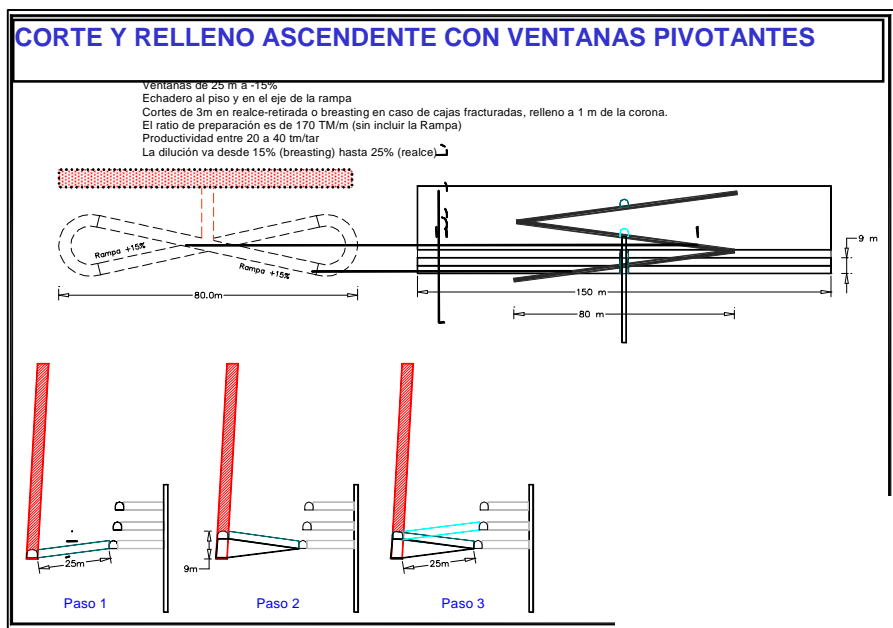 CORTE Y RELLENO ASCENDENTE CON VENTANAS PIVOTANTES
Ventanas de 25 m a -15%
Echadero al piso y en el eje de la rampa
Cortes de 3m en realce-retirada o breasting en caso de cajas fracturadas, relleno a 1 m de la corona.
El ratio de preparación es de 170 TM/m (sin incluir la Rampa)
Productividad entre 20 a 40 tm/tar
La dilución va desde 15% (breasting) hasta 25% (realce)
Rampa +15%
Rampa +15%
80.0m
9 m
150 m
80 m
25m
9m
25m
Paso 1
Paso 2
Paso 3